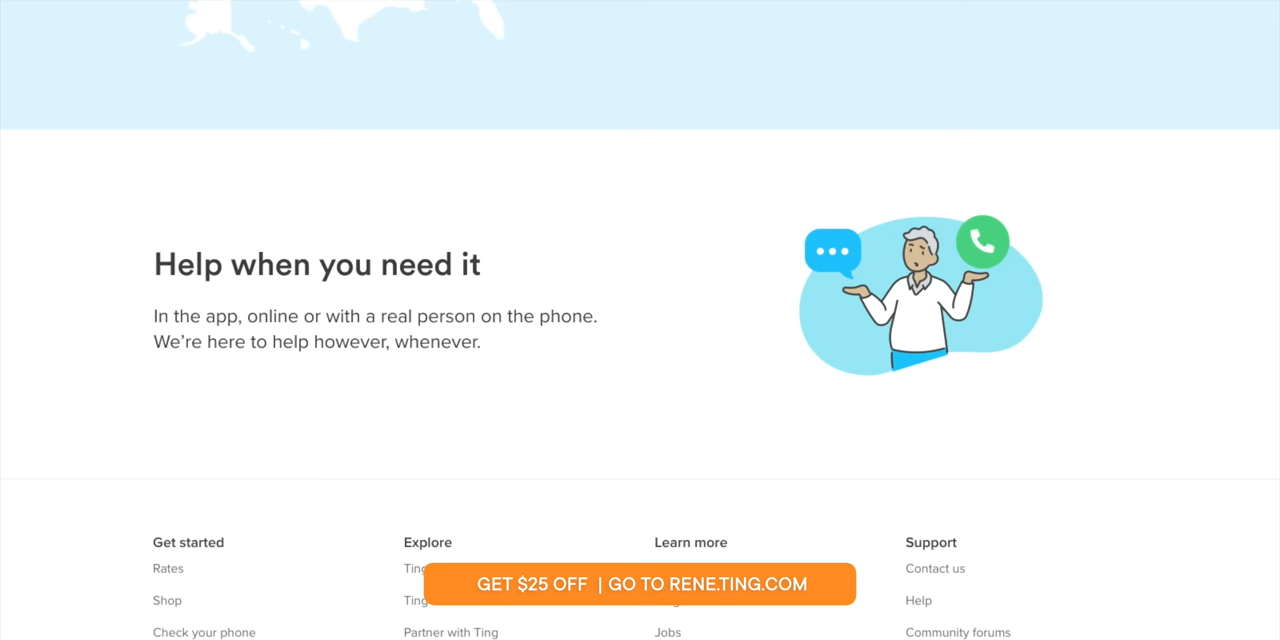 Help when you need it
In the app, online or with a real person on the phone.
We're here to help however, whenever.
Get started
Explore
Learn more
Support
Rates
Contact us
GET $25 OFF | GO TO RENE.TING.COM
Shop
Help
Check your phone
Partner with Ting
Jobs
Community forums